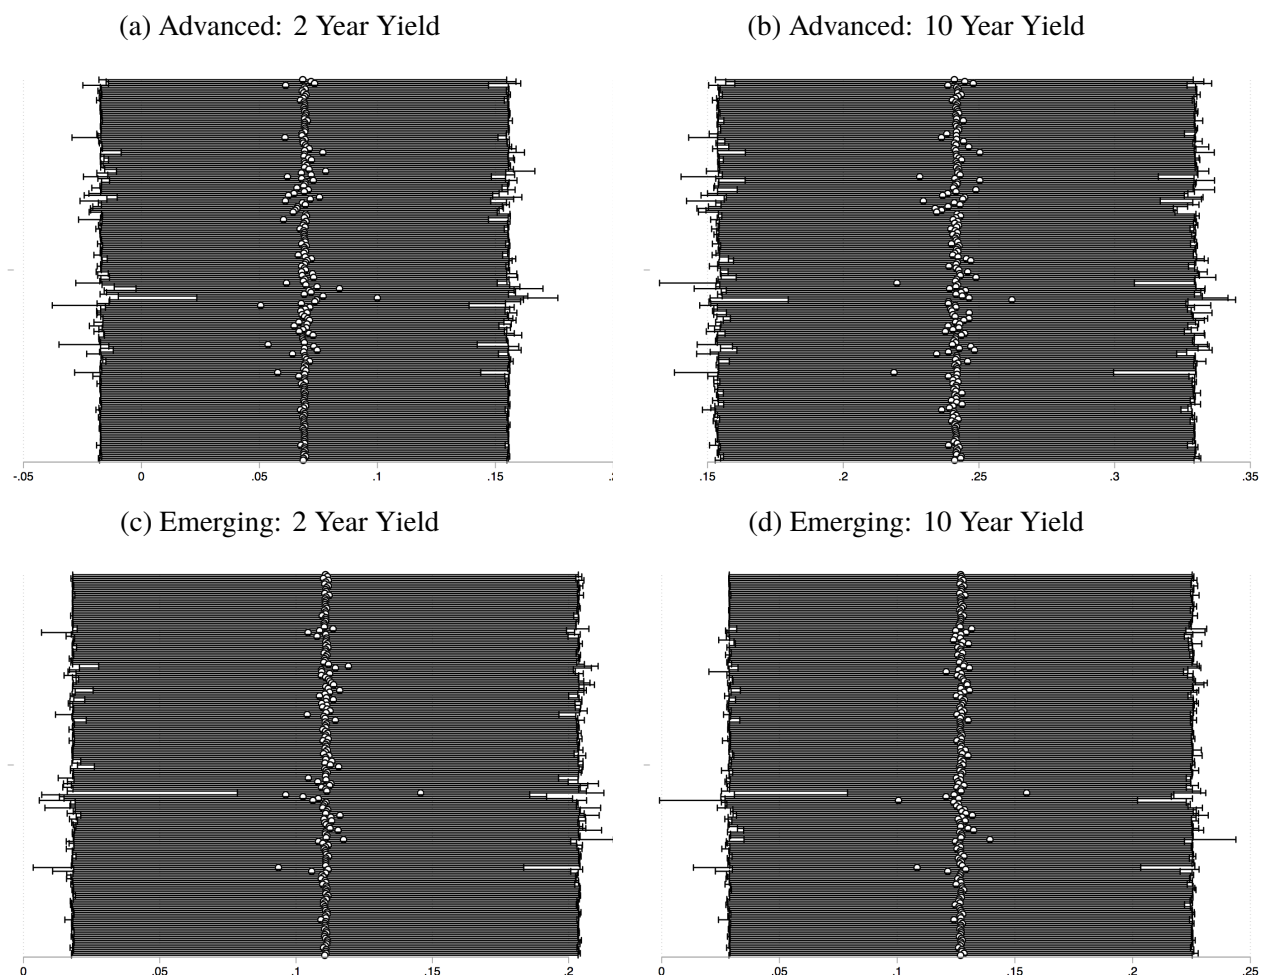 (a) Advanced: 2 Year Yield
(b) Advanced: 10 Year Yield
-.05 0 .05 .1 .15
.15 .2 .25 .3 .35
(c) Emerging: 2 Year Yield
(d) Emerging: 10 Year Yield
0 .05 .1 .15 .2
0 .05 .1 .15 .2 .25